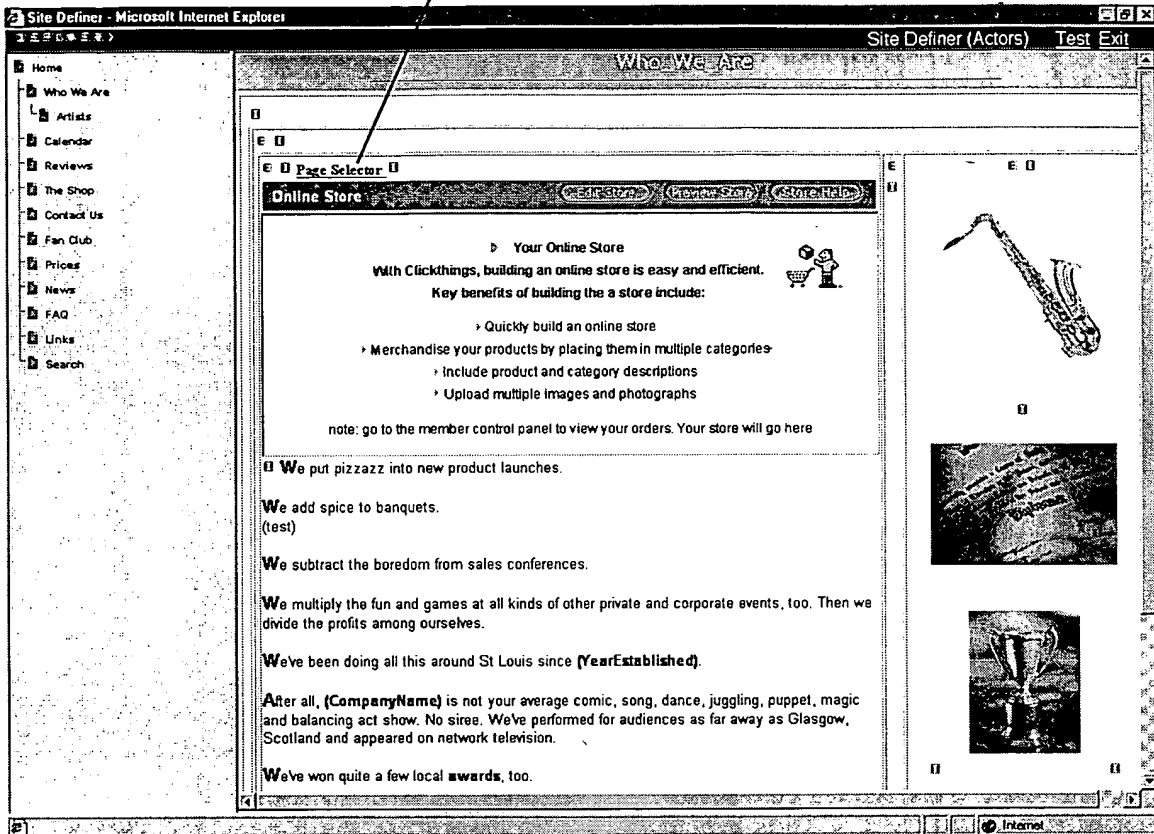 Site Definer - Microsoft Internet Explorer
Site Definer (Actors) Test Exit
Home
Who We Are
Artists
Calendar
Reviews
The Shop
Contact Us
Fan Club
Prices
News
FAQ
Links
Search
Who We Are
I
E I
E I Page Selector I
Online Store Edit Store Preview Store Store Help
Your Online Store
With Clickthings, building an online store is easy and efficient.
Key benefits of building the a store include:
› Quickly build an online store
› Merchandise your products by placing them in multiple categories
› Include product and category descriptions
› Upload multiple images and photographs
note: go to the member control panel to view your orders. Your store will go here
I We put pizzazz into new product launches.
We add spice to banquets.
(test)
We subtract the boredom from sales conferences.
We multiply the fun and games at all kinds of other private and corporate events, too. Then we
divide the profits among ourselves.
We've been doing all this around St Louis since (YearEstablished).
After all, (CompanyName) is not your average comic, song, dance, juggling, puppet, magic
and balancing act show. No siree. We've performed for audiences as far away as Glasgow,
Scotland and appeared on network television.
We've won quite a few local awards, too.
E
I
E I
I
I I
Internet